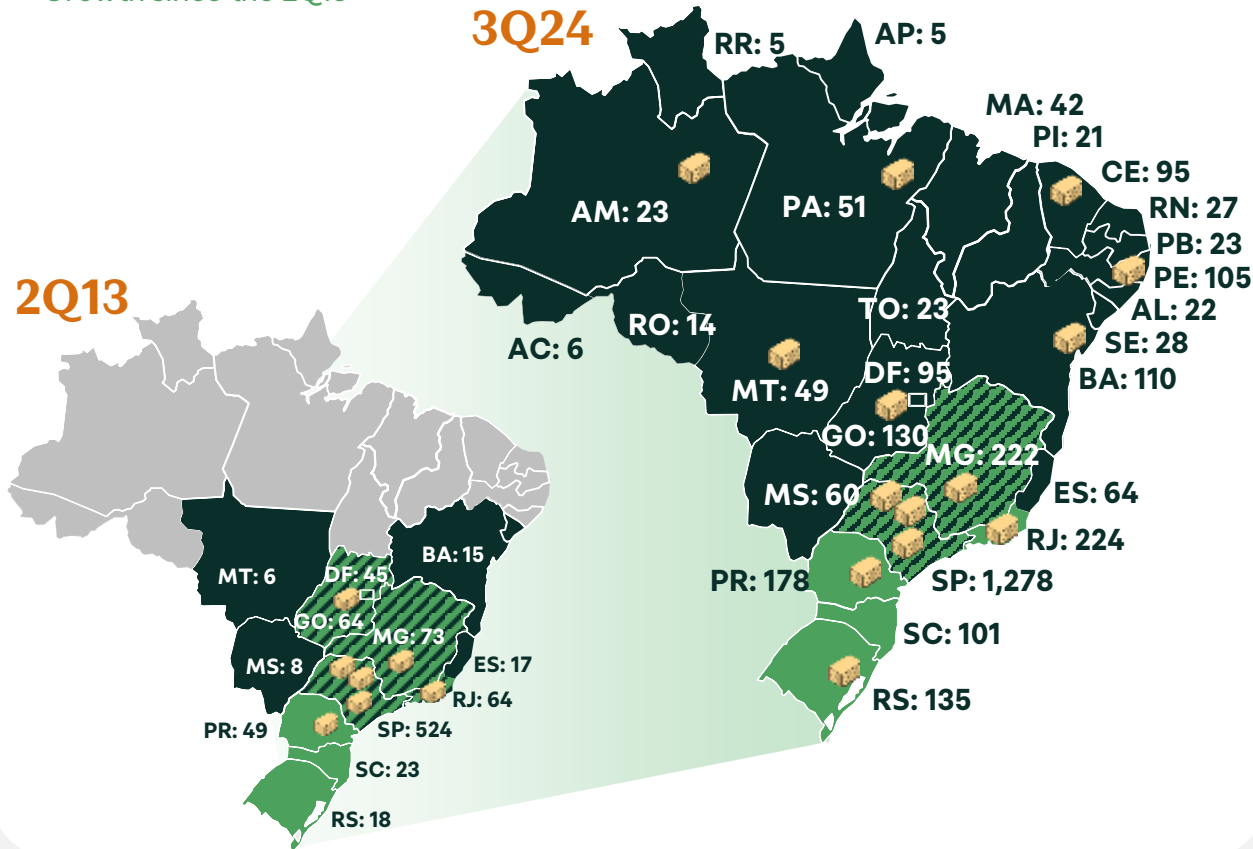 3Q24
RR: 5
AP: 5
MA: 42
PI: 21
CE: 95
RN: 27
PB: 23
PE: 105
AL: 22
SE: 28
BA: 110
AM: 23
PA: 51
TO: 23
RO: 14
AC: 6
MT: 49
DF: 95
GO: 130
MG: 222
MS: 60
ES: 64
RJ: 224
PR: 178
SP: 1,278
SC: 101
RS: 135
2Q13
BA: 15
MT: 6
DF: 45
GO: 64
MG: 73
MS: 8
ES: 17
RJ: 64
PR: 49
SP: 524
SC: 23
RS: 18